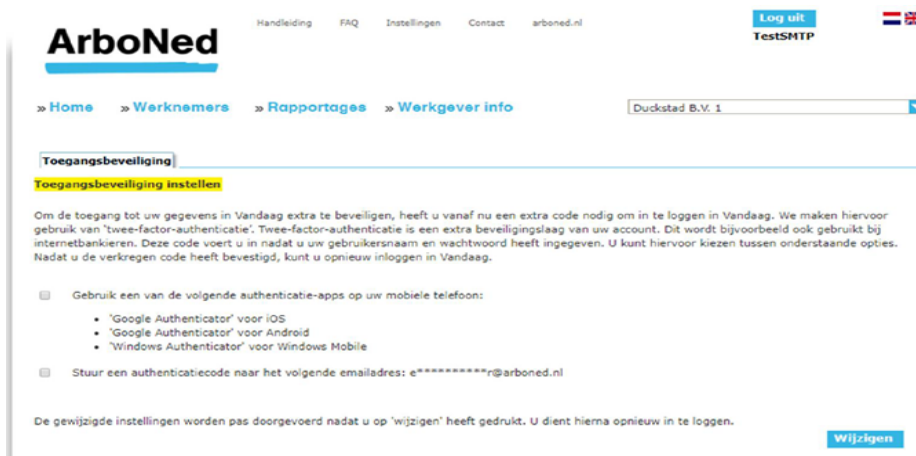 Handleiding FAQ Instellingen Contact arboned.nl
Log uit
TestSMTP
ArboNed
» Home » Werknemers » Rapportages » Werkgever info
Duckstad B.V. 1
Toegangsbeveiliging
Toegangsbeveiliging instellen
Om de toegang tot uw gegevens in Vandaag extra te beveiligen, heeft u vanaf nu een extra code nodig om in te loggen in Vandaag. We maken hiervoor
gebruik van 'twee-factor-authenticatie'. Twee-factor-authenticatie is een extra beveiligingslaag van uw account. Dit wordt bijvoorbeeld ook gebruikt bij
internetbankieren. Deze code voert u in nadat u uw gebruikersnaam en wachtwoord heeft ingegeven. U kunt hiervoor kiezen tussen onderstaande opties.
Nadat u de verkregen code heeft bevestigd, kunt u opnieuw inloggen in Vandaag.
Gebruik een van de volgende authenticatie-apps op uw mobiele telefoon:
• 'Google Authenticator' voor iOS
• 'Google Authenticator' voor Android
• 'Windows Authenticator' voor Windows Mobile
Stuur een authenticatiecode naar het volgende emailadres: e**********r@arboned.nl
De gewijzigde instellingen worden pas doorgevoerd nadat u op 'wijzigen' heeft gedrukt. U dient hierna opnieuw in te loggen.
Wijzigen